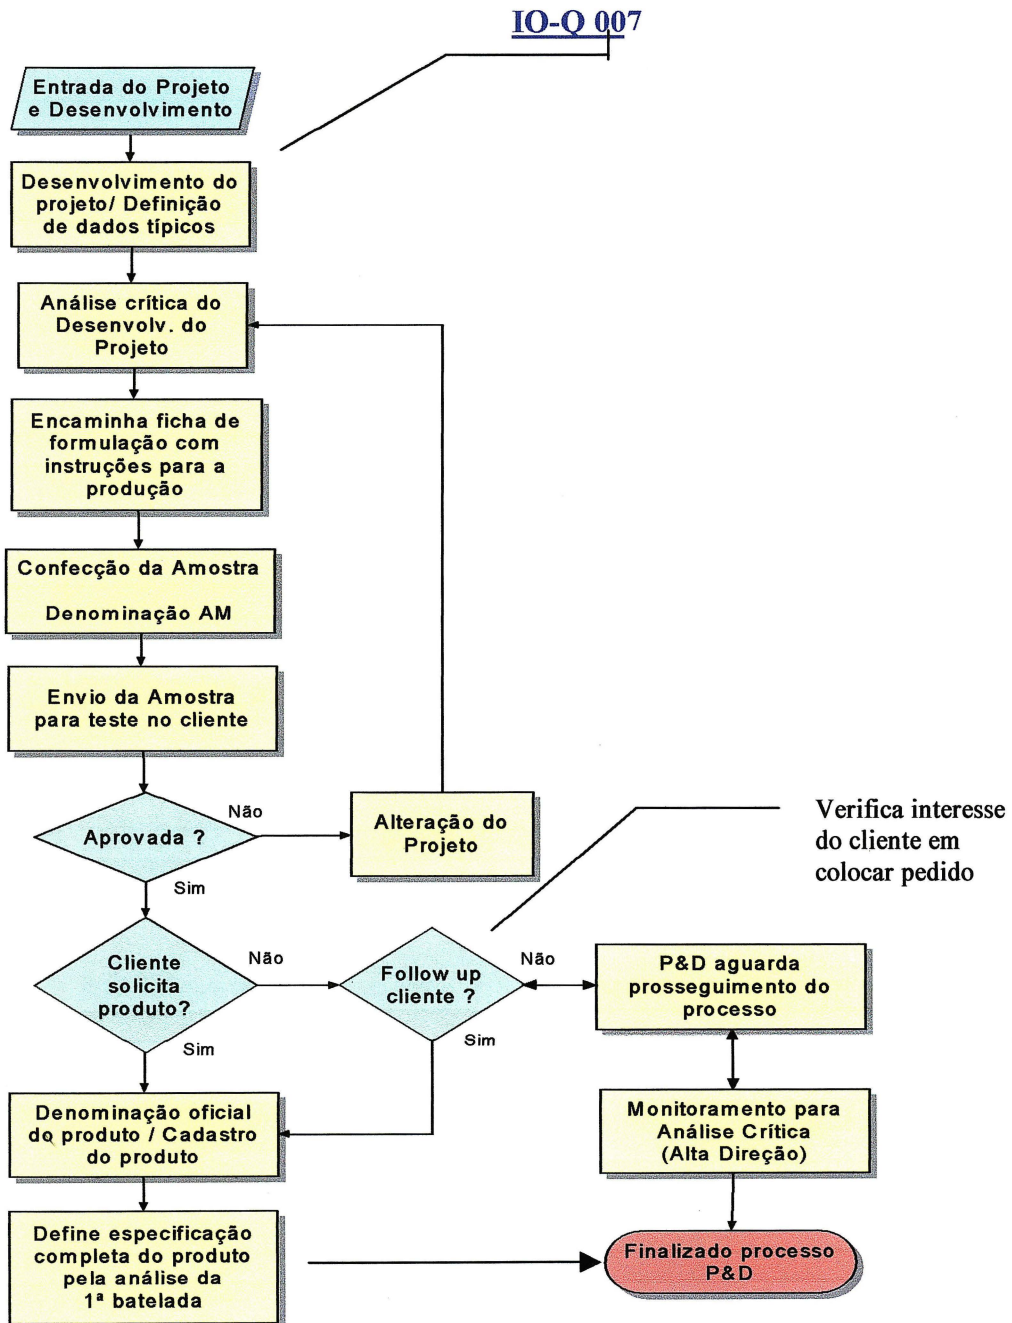 IO-Q 007
Entrada do Projeto
e Desenvolvimento
Desenvolvimento do
projeto/ Definição
de dados típicos
Análise crítica do
Desenvolv. do
Projeto
Encaminha ficha de
formulação com
instruções para a
produção
Confecção da Amostra
Denominação AM
Envio da Amostra
para teste no cliente
Aprovada ?
Não
Alteração do
Projeto
Sim
Verifica interesse
do cliente em
colocar pedido
Cliente
solicita
produto?
Não
Follow up
cliente ?
Não
P&D aguarda
prosseguimento do
processo
Sim
Sim
Denominação oficial
do produto / Cadastro
do produto
Monitoramento para
Análise Crítica
(Alta Direção)
Define especificação
completa do produto
pela análise da
1ª batelada
Finalizado processo
P&D